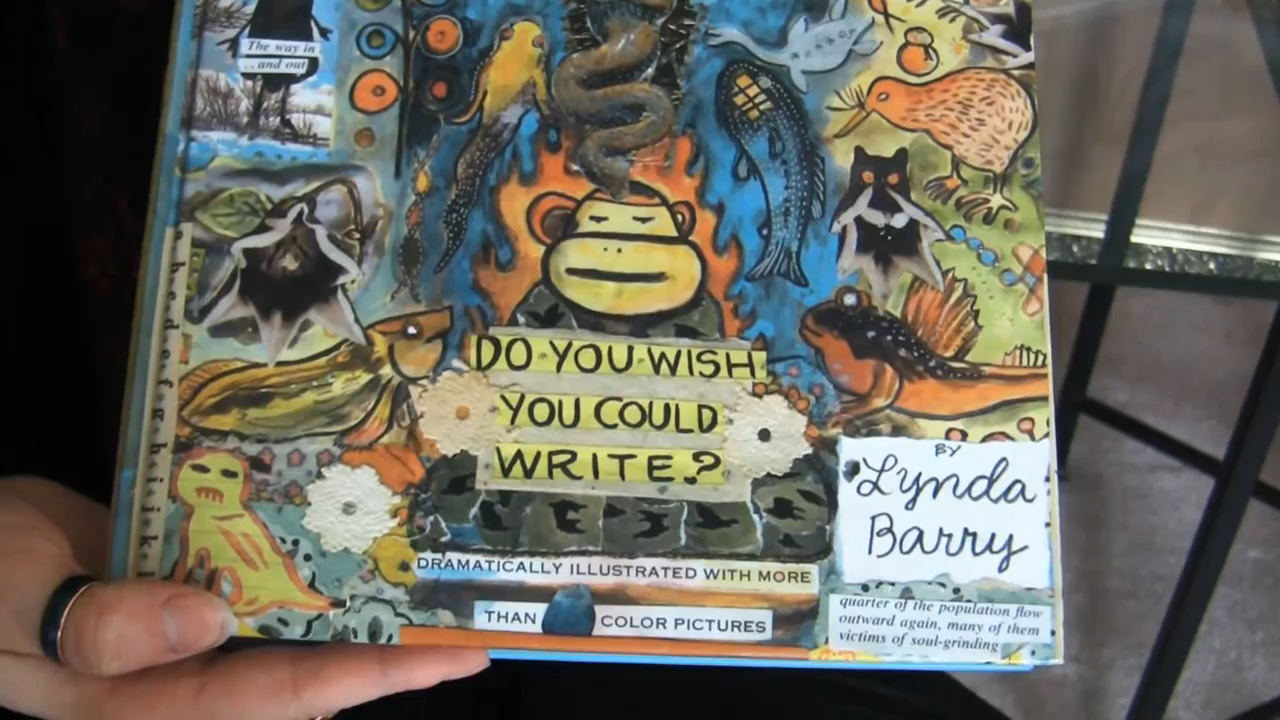 The way in
. . and out
DO YOU WISH
YOU COULD
WRITE?
BY
Lynda
Barry
DRAMATICALLY ILLUSTRATED WITH MORE
THAN COLOR PICTURES
quarter of the population flow
outward again, many of them
victims of soul-grinding
a b c d e f g h i j k l